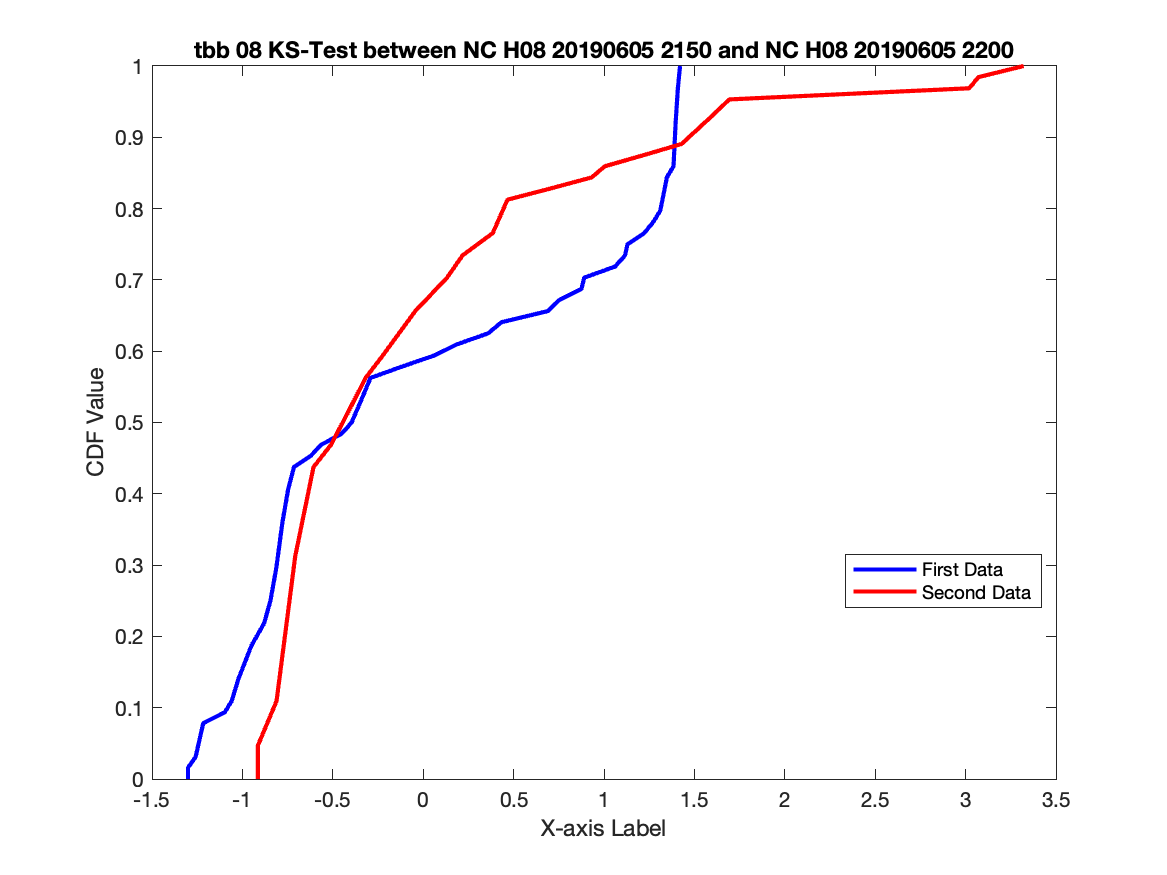 tbb 08 KS-Test between NC H08 20190605 2150 and NC H08 20190605 2200
1
0.9
0.8
0.7
0.6
0.5
0.4
0.3
0.2
0.1
0
CDF Value
First Data
Second Data
-1.5 -1 -0.5 0 0.5 1 1.5 2 2.5 3 3.5
X-axis Label